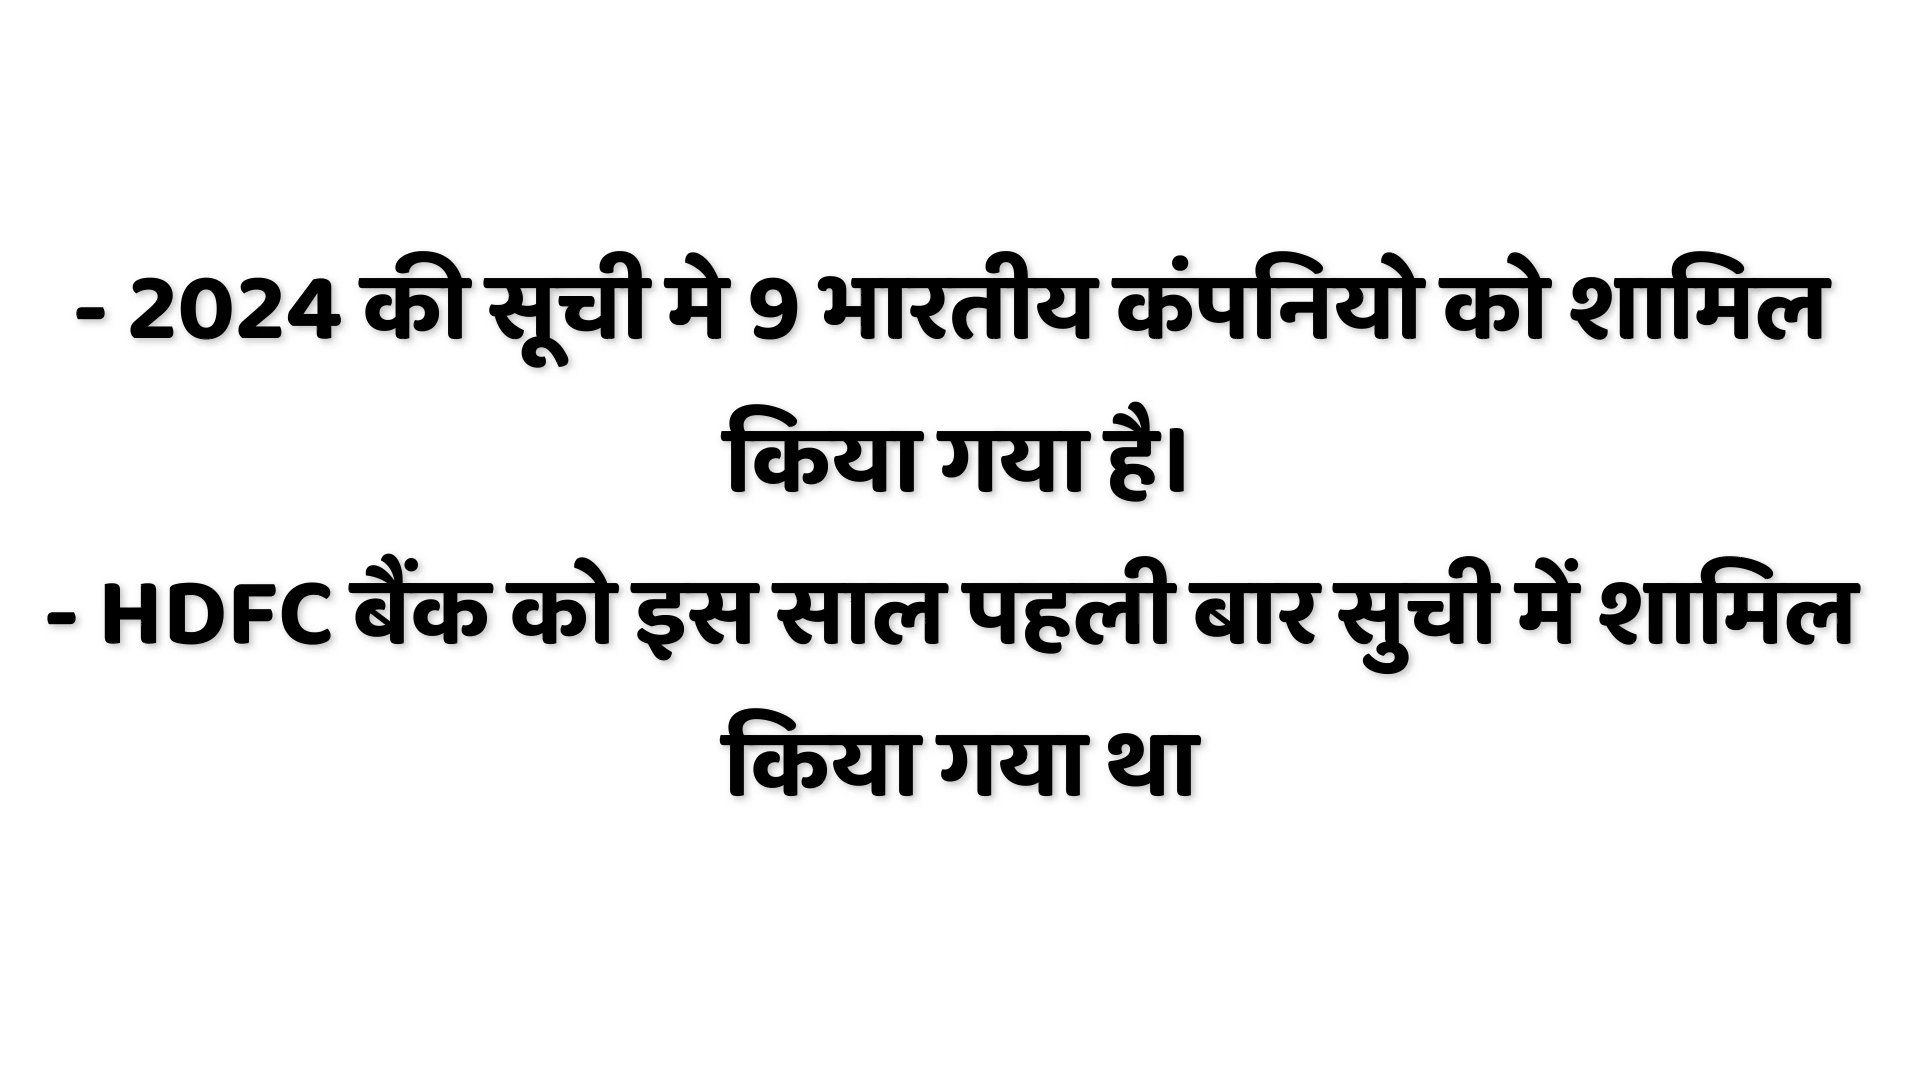 - 2024 की सूची मे 9 भारतीय कंपनियो को शामिल
किया गया है।
- HDFC बैंक को इस साल पहली बार सुची में शामिल
किया गया था